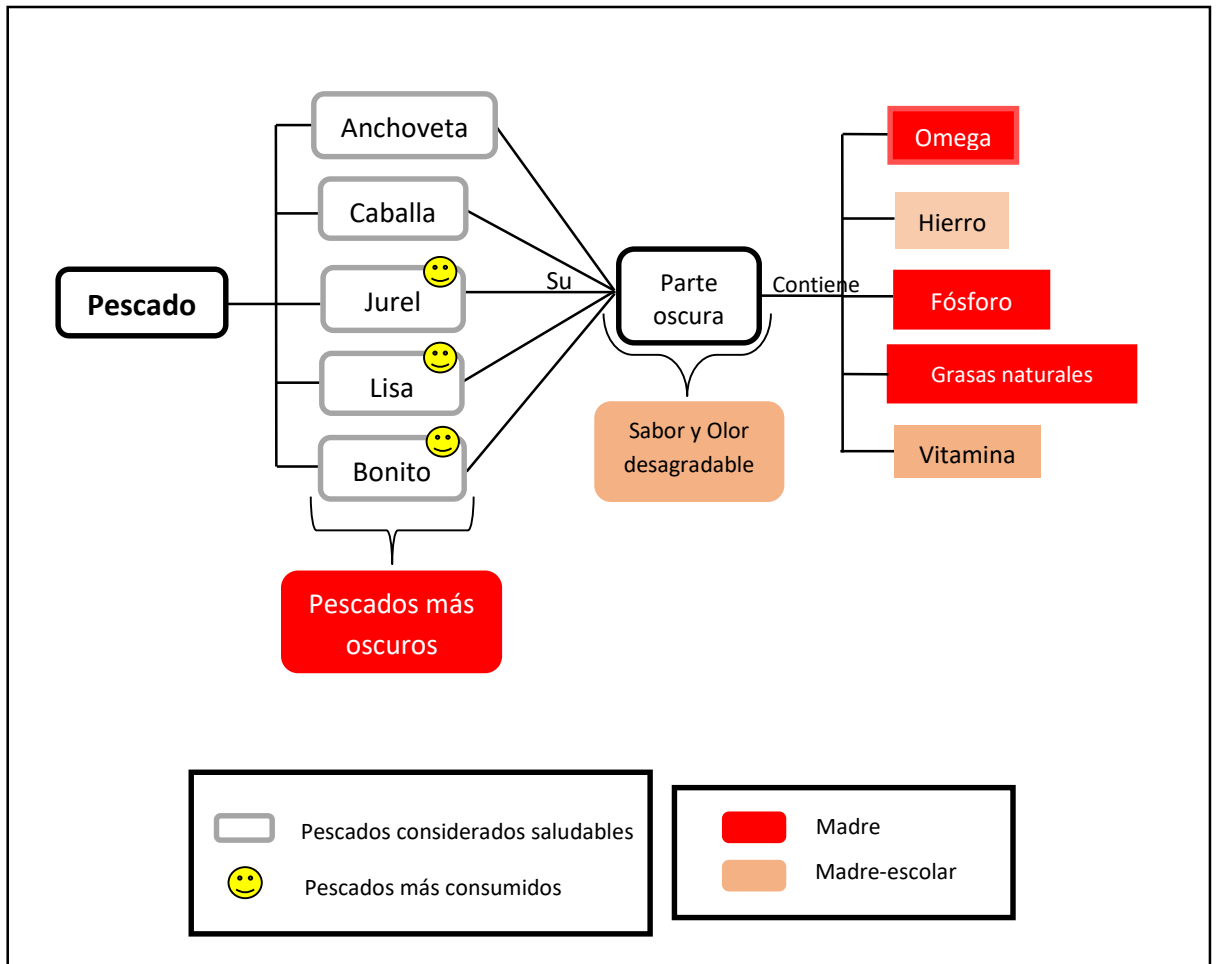 Pescado
Anchoveta
Caballa
Jurel
Lisa
Bonito
Pescados más
oscuros
Su
Parte
oscura
Sabor y Olor
desagradable
Contiene
Omega
Hierro
Fósforo
Grasas naturales
Vitamina
Pescados considerados saludables
Pescados más consumidos
Madre
Madre-escolar